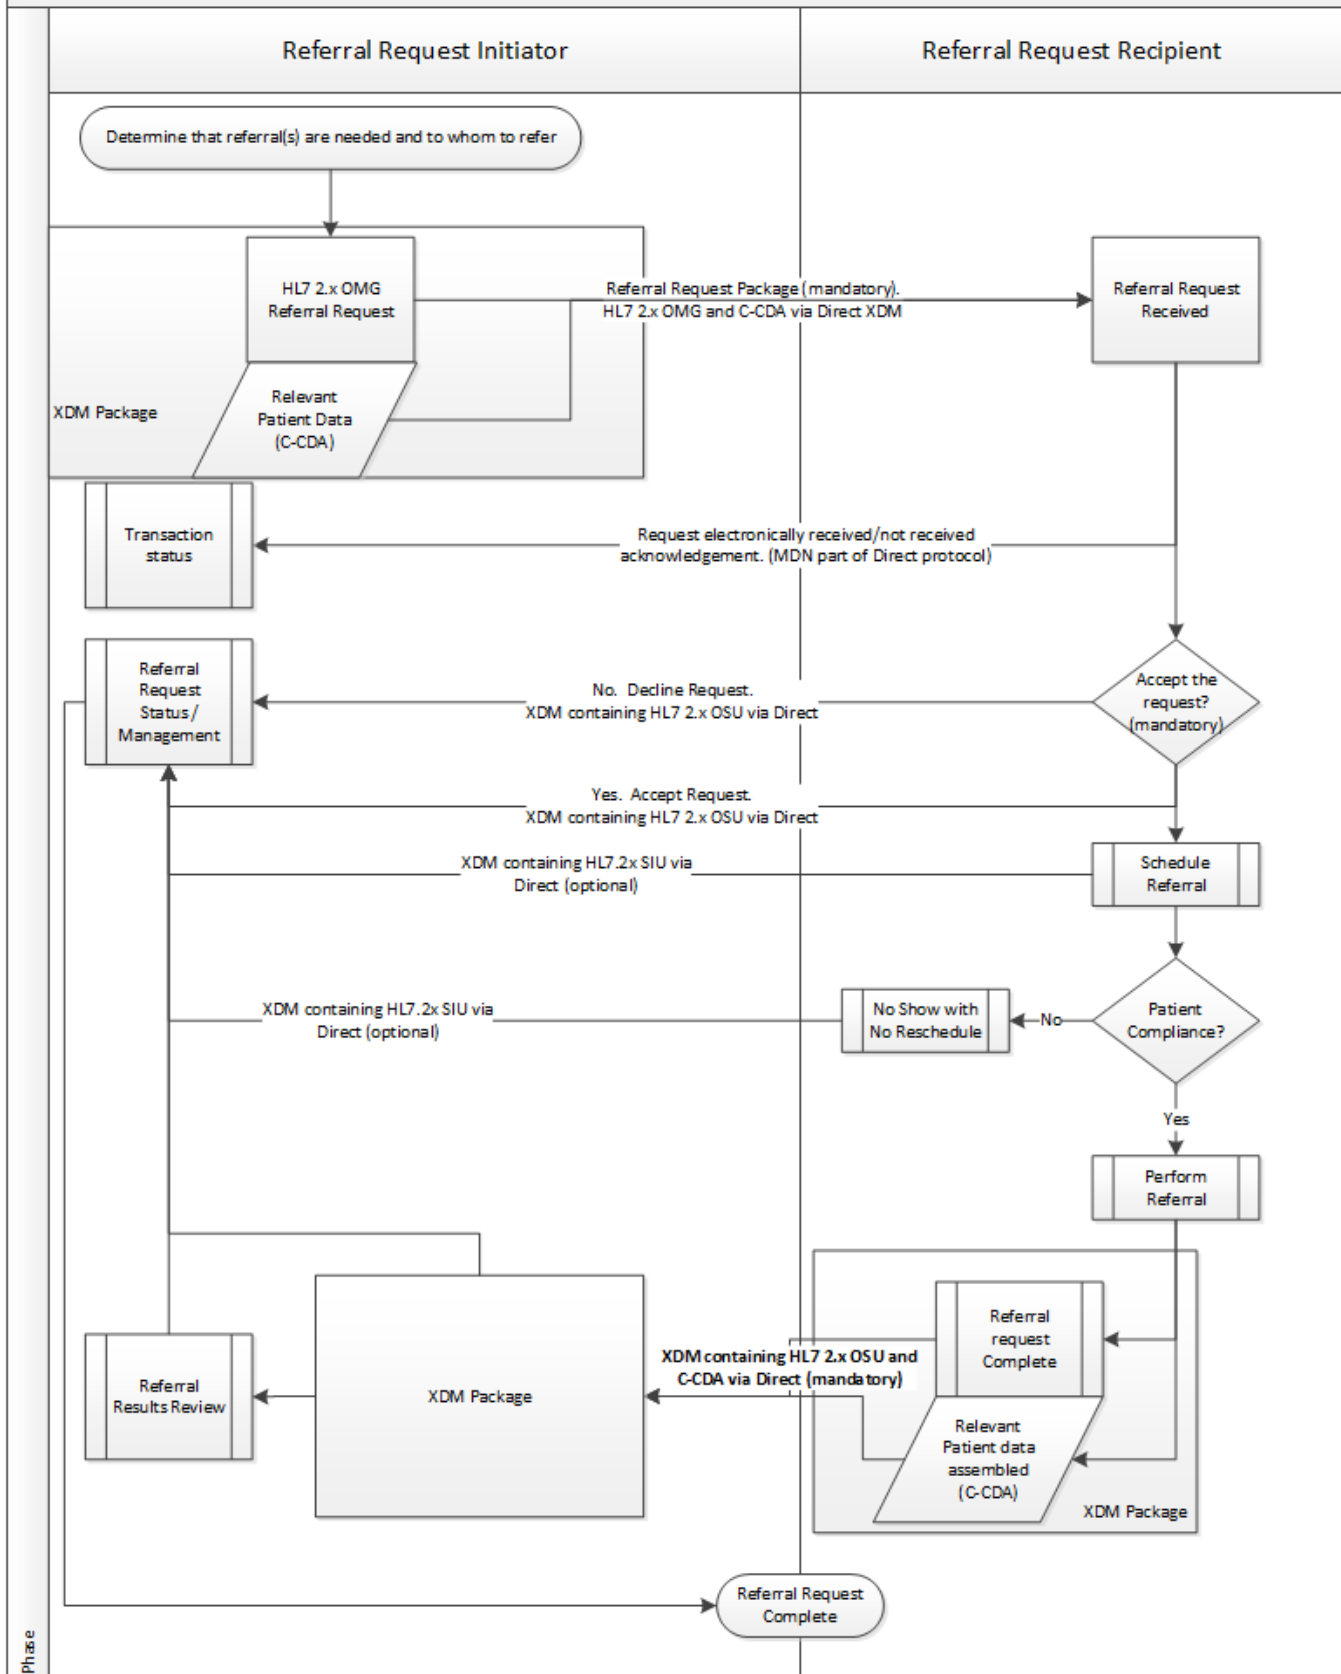 Referral Request Initiator
Referral Request Recipient
Determine that referral(s) are needed and to whom to refer
HL7 2.x OMG
Referral Request
Referral Request Package (mandatory).
HL7 2.x OMG and C-CDA via Direct XDM
Referral Request
Received
XDM Package
Relevant
Patient Data
(C-CDA)
Transaction
status
Request electronically received/not received
acknowledgement. (MDN part of Direct protocol)
Referral
Request
Status/
Management
No.  Decline Request.
XDM containing HL7 2.x OSU via Direct
Accept the
request?
(mandatory)
Yes.  Accept Request.
XDM containing HL7 2.x OSU via Direct
XDM containing HL7.2x SIU via
Direct (optional)
Schedule
Referral
XDM containing HL7.2x SIU via
Direct (optional)
No Show with
No Reschedule
No
Patient
Compliance?
Yes
Perform
Referral
Referral
request
Complete
XDM containing HL7 2.x OSU and
C-CDA via Direct (mandatory)
Referral
Results Review
XDM Package
Relevant
Patient data
assembled
(C-CDA)
XDM Package
Referral Request
Complete
Phase